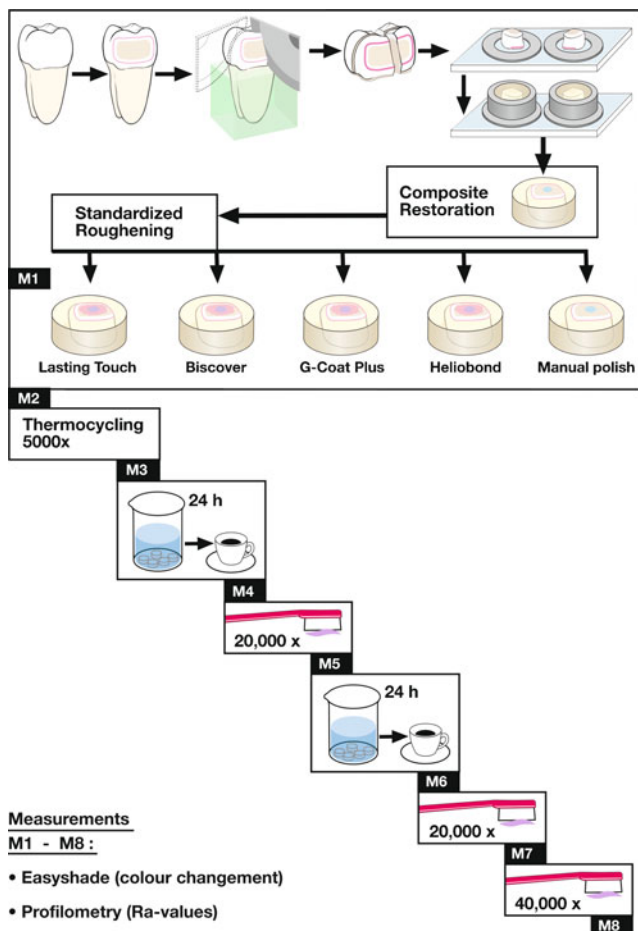 Composite
Restoration
Standardized
Roughening
M1
Lasting Touch
Biscover
G-Coat Plus
Heliobond
Manual polish
M2
Thermocycling
5000x
M3
24 h
M4
20,000 x
M5
24 h
M6
20,000 x
M7
40,000 x
M8
Measurements
M1 - M8 :
• Easyshade (colour changement)
• Profilometry (Ra-values)